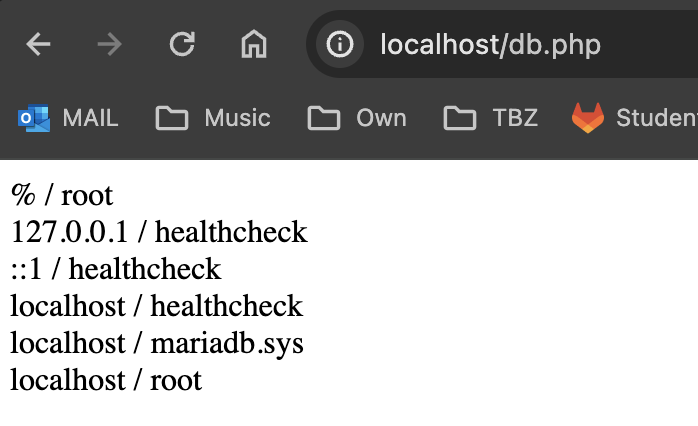 localhost/db.php
MAIL Music Own TBZ Studen
% / root
127.0.0.1 / healthcheck
::1 / healthcheck
localhost / healthcheck
localhost / mariadb.sys
localhost / root